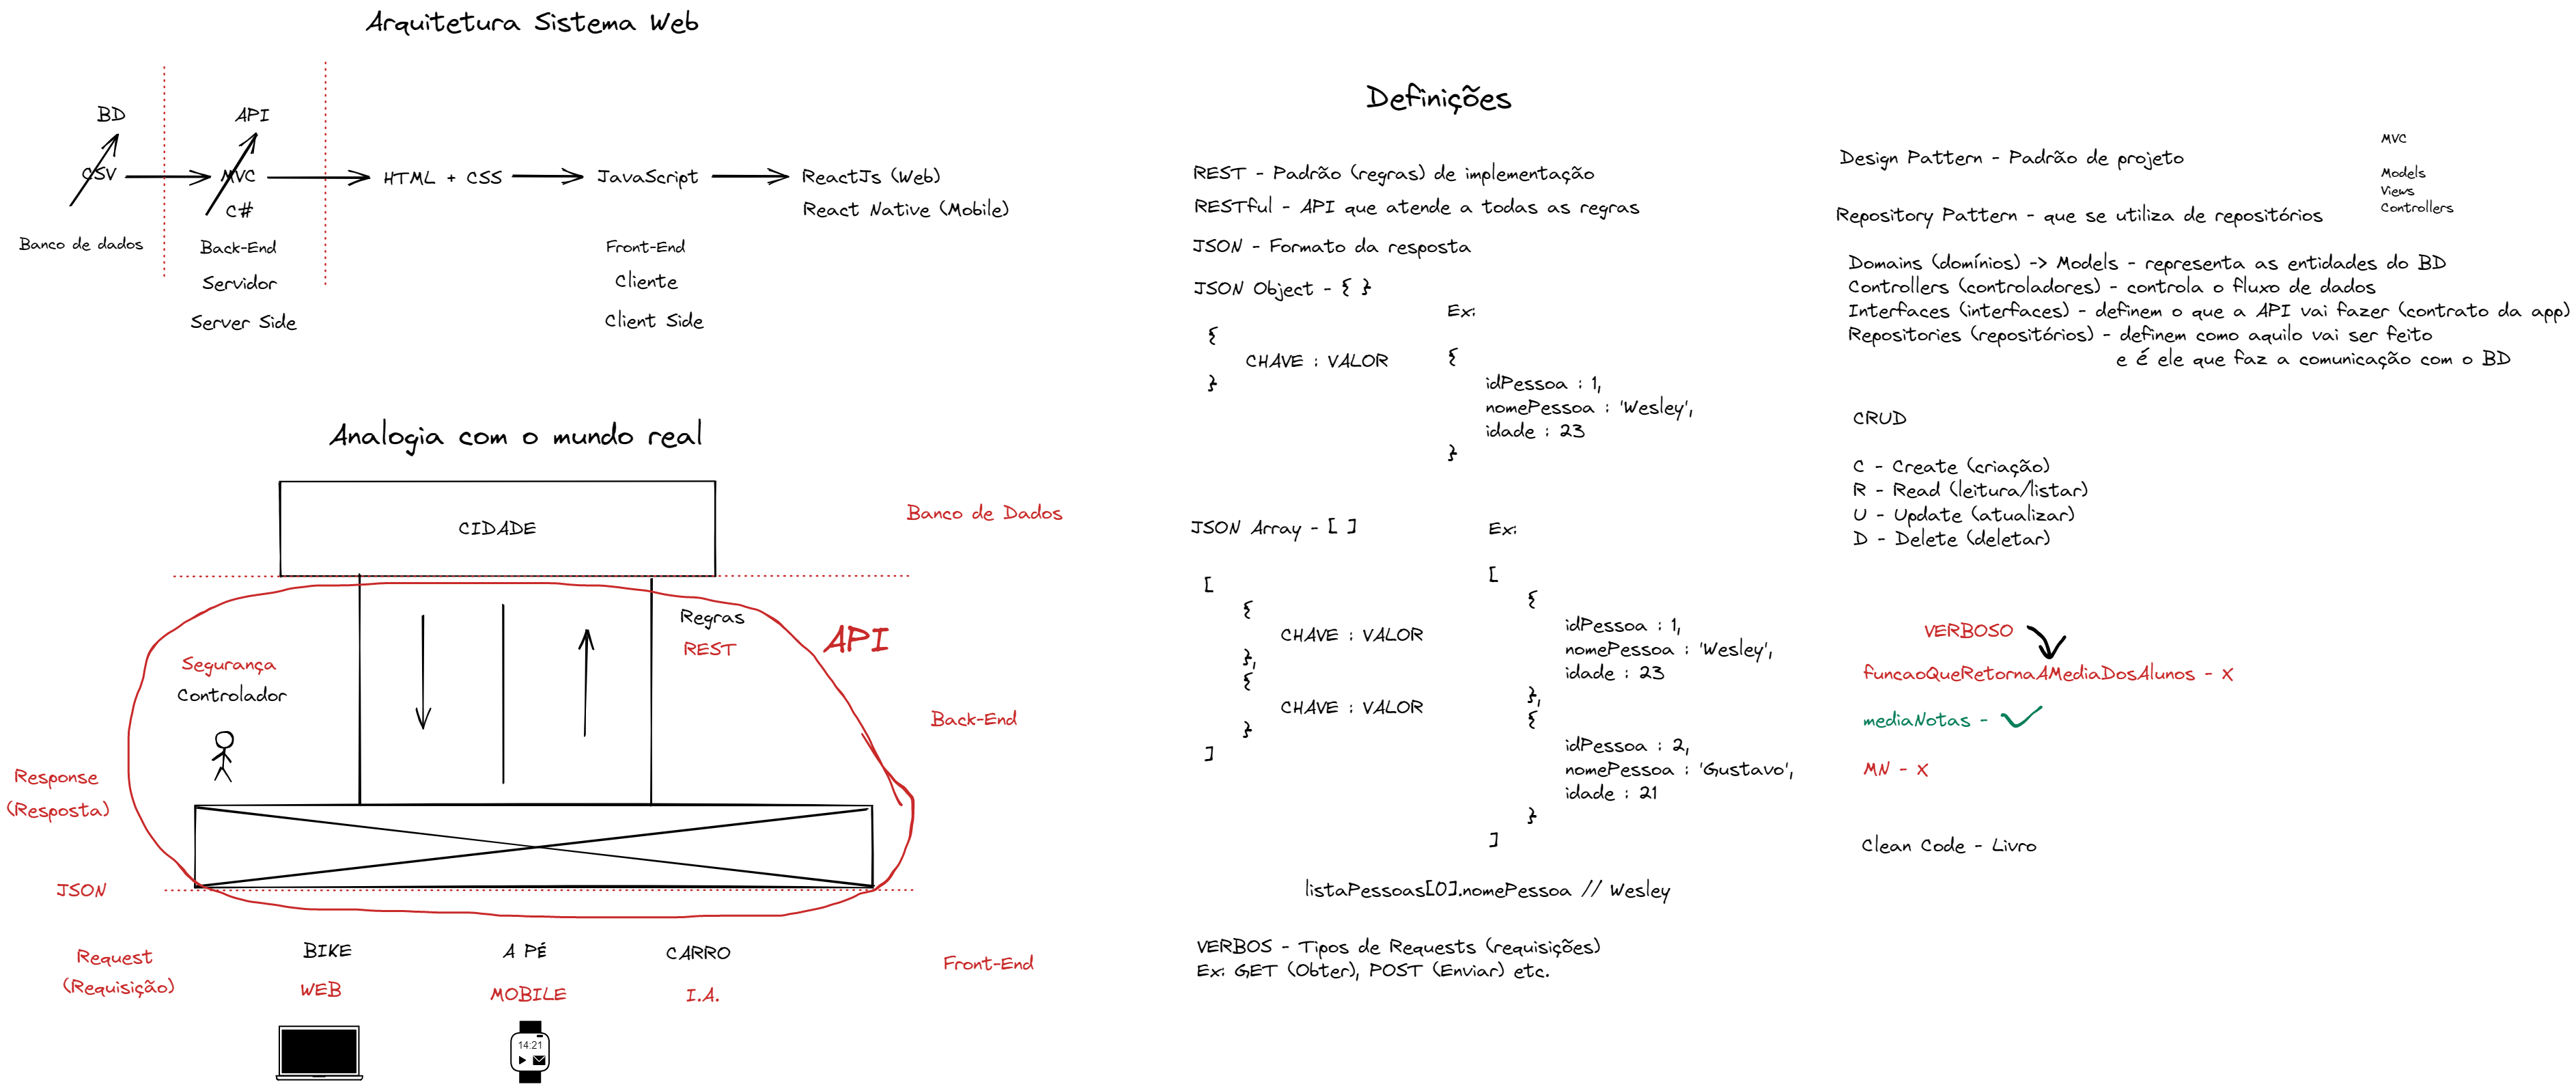 Arquitetura Sistema Web
BD
API
CSV
MVC
HTML + CSS
JavaScript
ReactJs (Web)
C#
React Native (Mobile)
Banco de dados
Back-End
Front-End
Servidor
Cliente
Server Side
Client Side
Analogia com o mundo real
CIDADE
Banco de Dados
Regras
REST
API
Segurança
Controlador
Back-End
Response
(Resposta)
JSON
Request
(Requisição)
BIKE
A PÉ
CARRO
Front-End
WEB
MOBILE
I.A.
14:21
Definições
REST - Padrão (regras) de implementação
RESTful - API que atende a todas as regras
JSON - Formato da resposta
JSON Object - { }
Ex:
{
CHAVE : VALOR
}
{
idPessoa : 1,
nomePessoa : 'Wesley',
idade : 23
}
JSON Array - [ ]
Ex:
[
{
CHAVE : VALOR
},
{
CHAVE : VALOR
}
]
[
{
idPessoa : 1,
nomePessoa : 'Wesley',
idade : 23
},
{
idPessoa : 2,
nomePessoa : 'Gustavo',
idade : 21
}
]
listaPessoas[0].nomePessoa // Wesley
VERBOS - Tipos de Requests (requisições)
Ex: GET (Obter), POST (Enviar) etc.
Design Pattern - Padrão de projeto
MVC
Models
Views
Controllers
Repository Pattern - que se utiliza de repositórios
Domains (domínios) -> Models - representa as entidades do BD
Controllers (controladores) - controla o fluxo de dados
Interfaces (interfaces) - definem o que a API vai fazer (contrato da app)
Repositories (repositórios) - definem como aquilo vai ser feito
e é ele que faz a comunicação com o BD
CRUD
C - Create (criação)
R - Read (leitura/listar)
U - Update (atualizar)
D - Delete (deletar)
VERBOSO
funcaoQueRetornaAMediaDosAlunos - X
mediaNotas -
MN - X
Clean Code - Livro